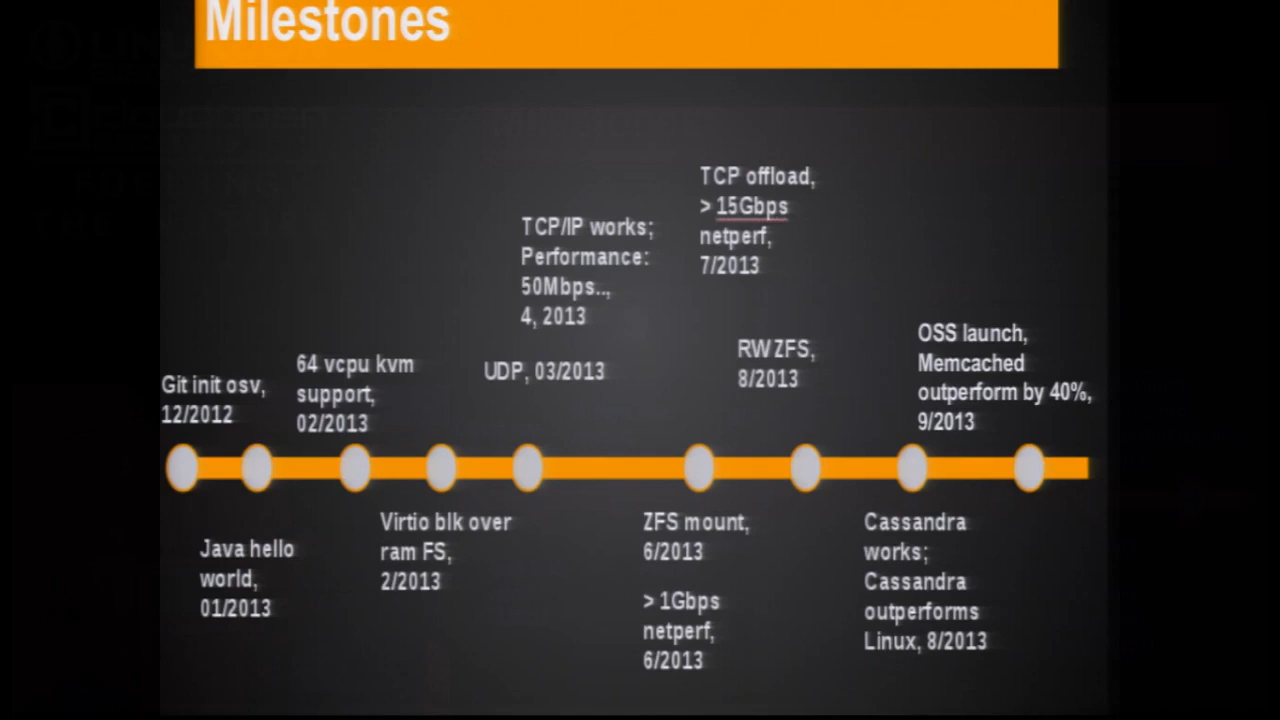 Milestones
Git init osv,
12/2012
Java hello
world,
01/2013
64 vcpu kvm
support,
02/2013
Virtio blk over
ram FS,
2/2013
UDP, 03/2013
TCP/IP works;
Performance:
50Mbps..,
4, 2013
ZFS mount,
6/2013
> 1Gbps
netperf,
6/2013
TCP offload,
> 15Gbps
netperf,
7/2013
RW ZFS,
8/2013
Cassandra
works;
Cassandra
outperforms
Linux, 8/2013
OSS launch,
Memcached
outperform by 40%,
9/2013